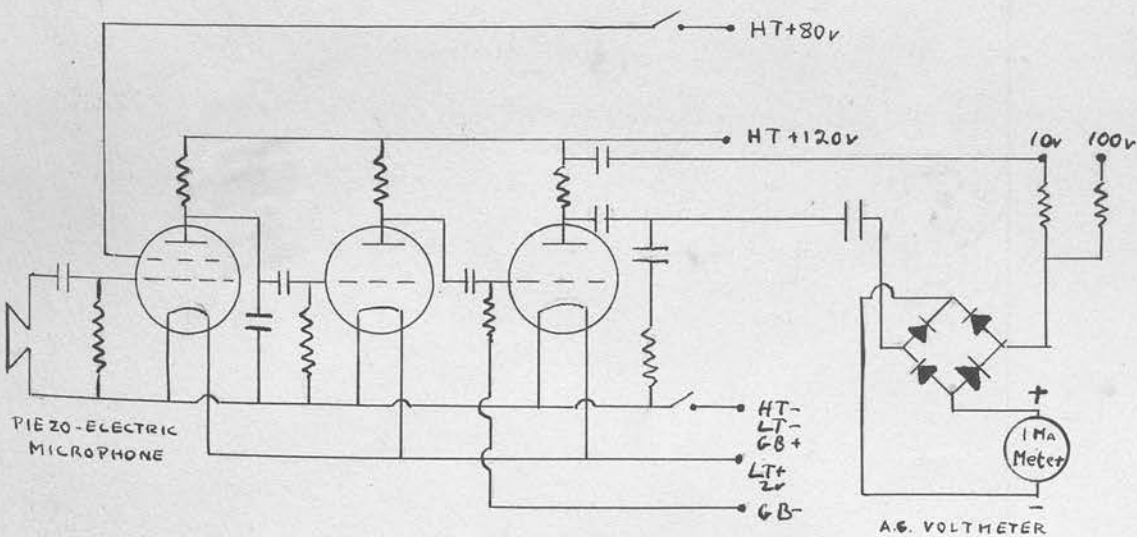 HT+80v
HT+120v
10v 100v
PIEZO-ELECTRIC
MICROPHONE
HT-
LT-
GB+
LT+
2v
GB-
+
1 MA
Meter
-
A.C. VOLTMETER